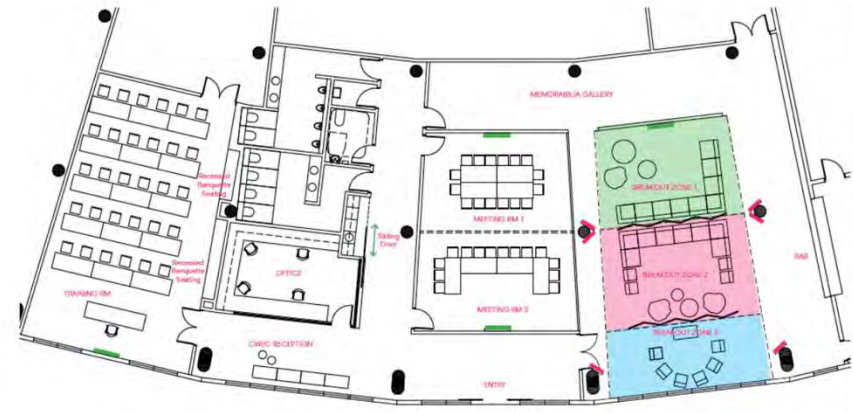 MEMORABILIA GALLERY
Recessed
Banquette
Seating
BREAKOUT ZONE 1
MEETING RM 1
Sliding
Door
BAR
OFFICE
Recessed
Banquette
Seating
BREAKOUT ZONE 2
TRAINING RM
MEETING RM 2
BREAKOUT ZONE 3
CWEC RECEPTION
ENTRY